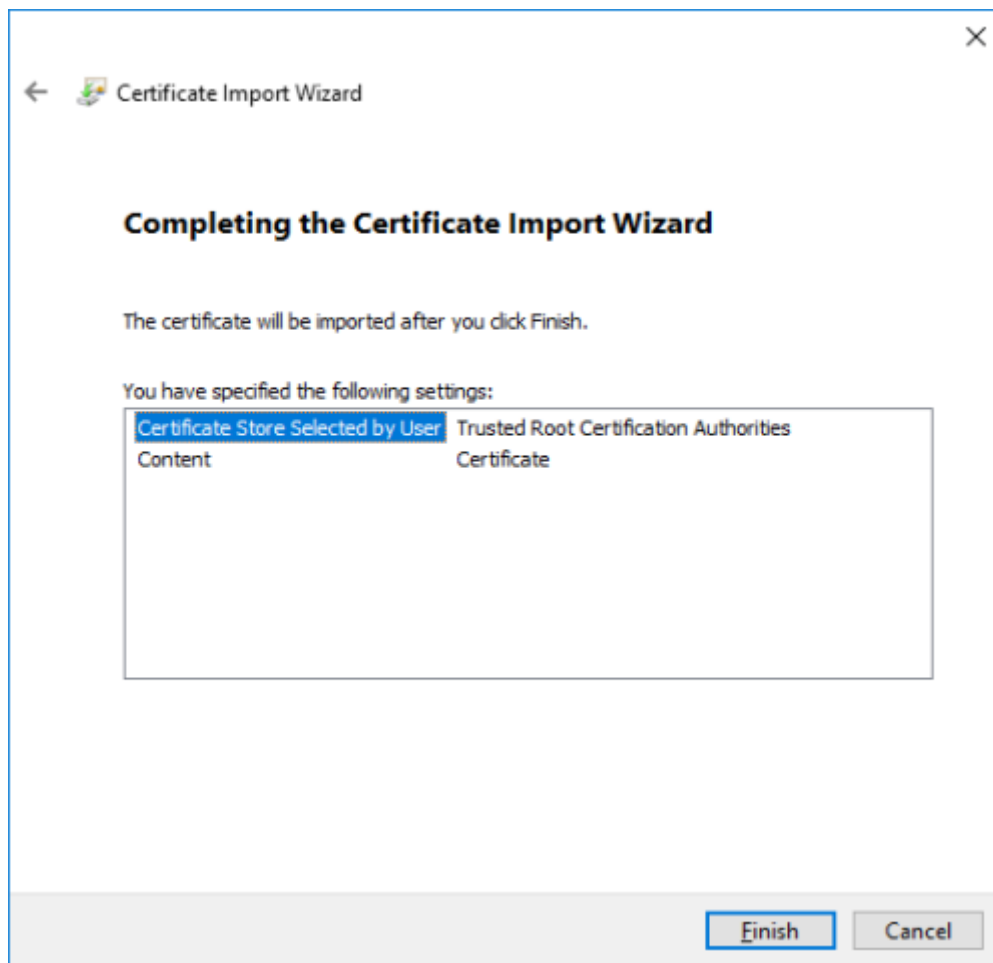 Certificate Import Wizard
Completing the Certificate Import Wizard
The certificate will be imported after you click Finish.
You have specified the following settings:
Certificate Store Selected by User Trusted Root Certification Authorities
Content Certificate
Finish Cancel